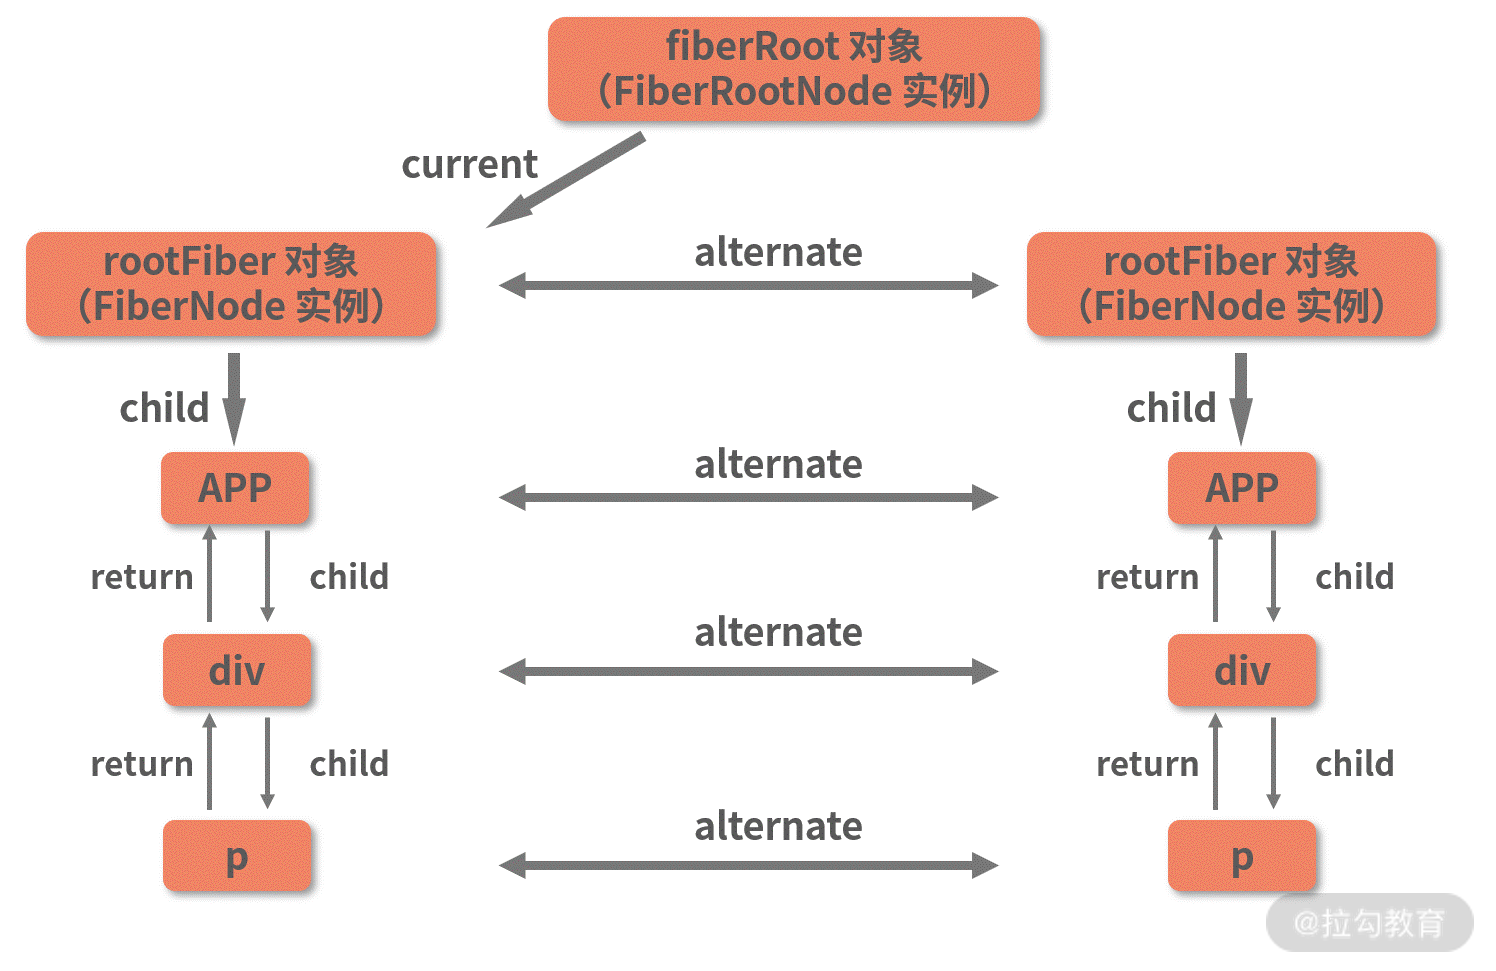 fiberRoot 对象
（FiberRootNode 实例）
current
rootFiber 对象
（FiberNode 实例）
alternate
rootFiber 对象
（FiberNode 实例）
child
child
APP
alternate
APP
return
child
return
child
div
alternate
div
return
child
return
child
p
alternate
p
@拉勾教育